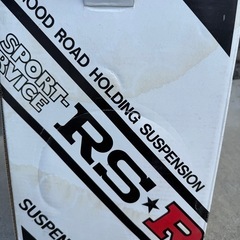 OOD ROAD HOLDING SUSPENSION
SPORT-
RVICE
RS★R
SUSPEN